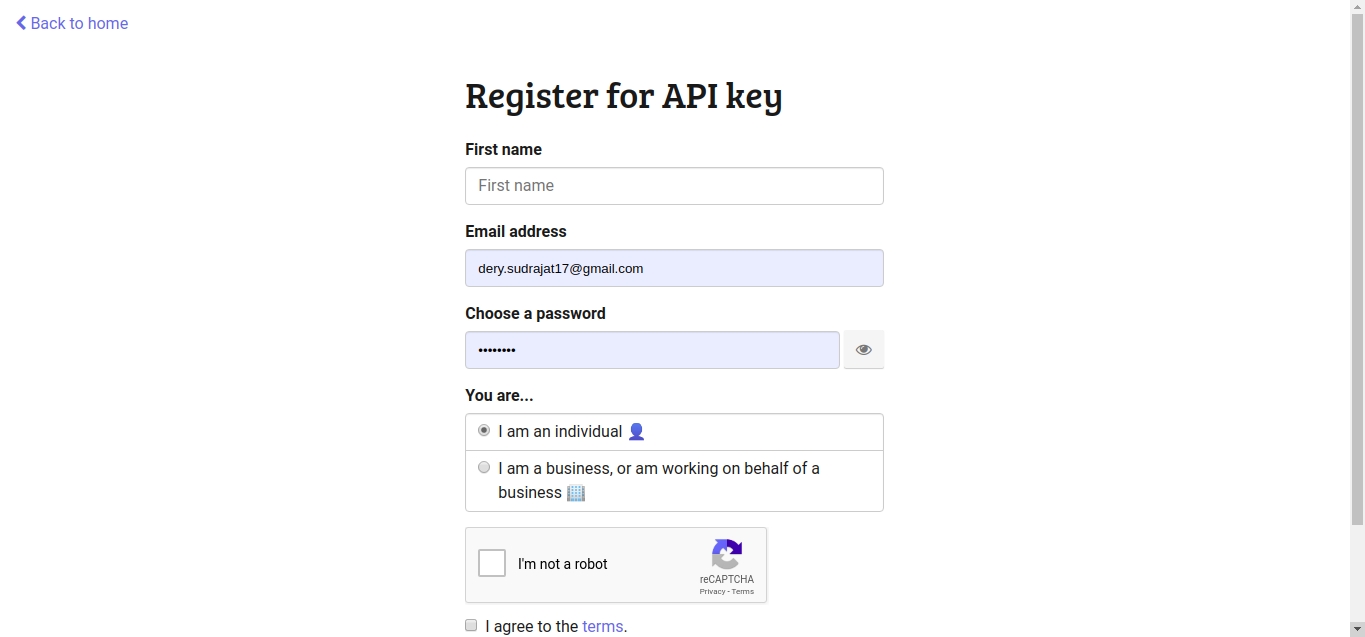 Back to home
Register for API key
First name
First name
Email address
dery.sudrajat17@gmail.com
Choose a password
••••••••
You are...
I am an individual
I am a business, or am working on behalf of a
business
I'm not a robot
reCAPTCHA
Privacy - Terms
I agree to the terms.